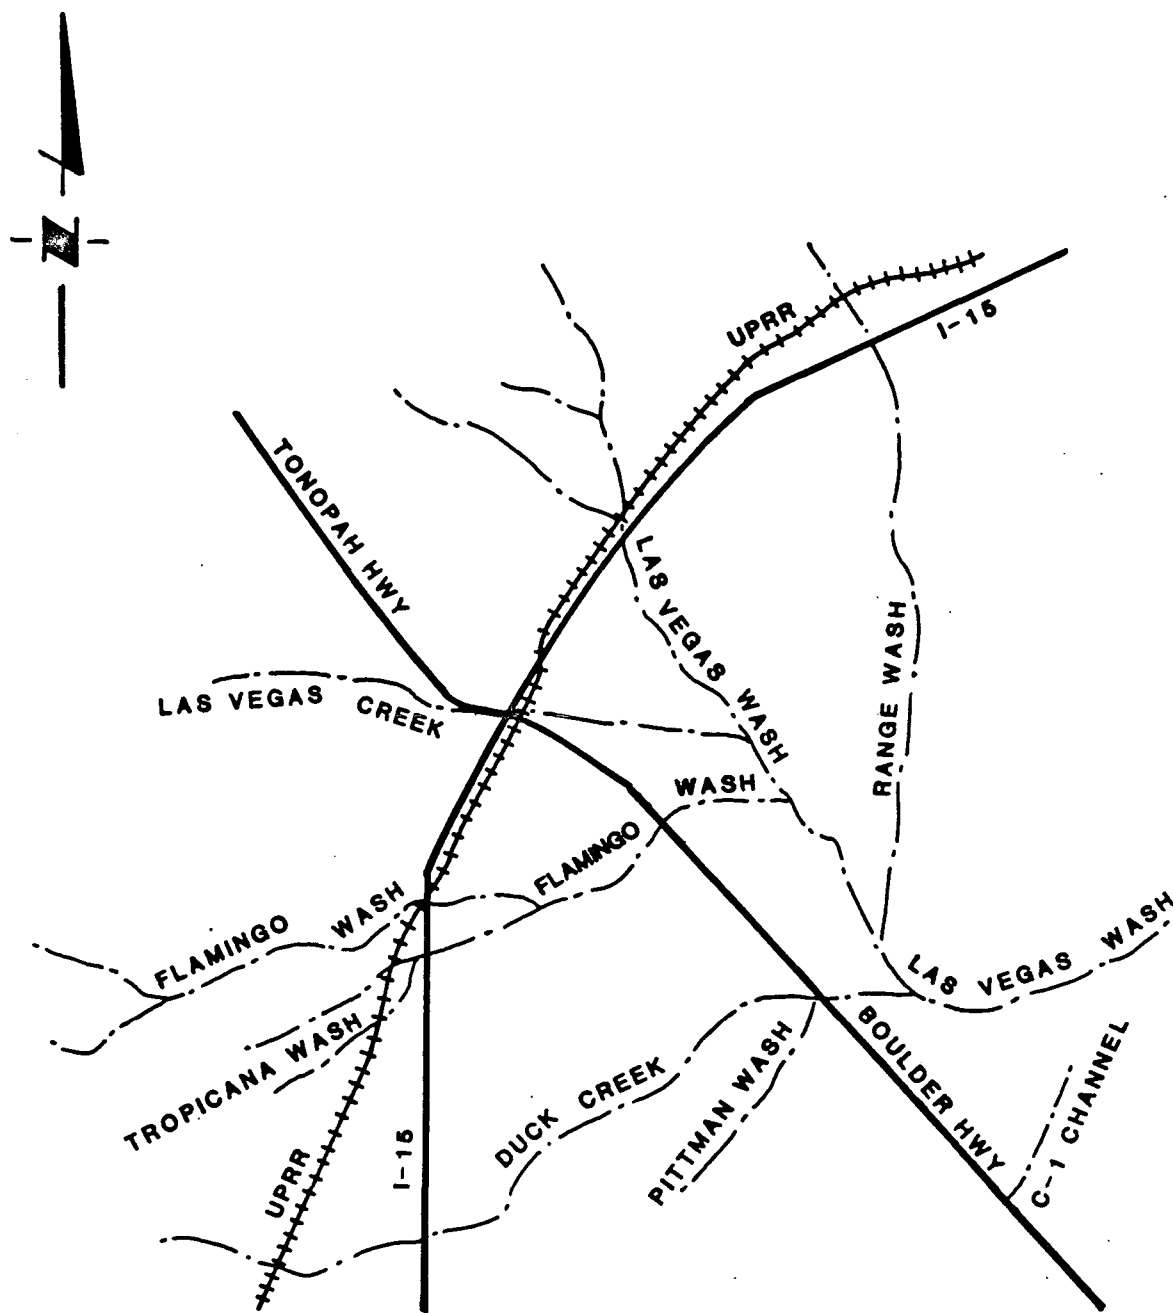 N
UPRR
I-15
TONOPAH HWY
LAS VEGAS WASH
RANGE WASH
LAS VEGAS CREEK
WASH
FLAMINGO
FLAMINGO WASH
LAS VEGAS WASH
TROPICANA WASH
BOULDER HWY
DUCK CREEK
PITTMAN WASH
C-1 CHANNEL
UPRR
I-15